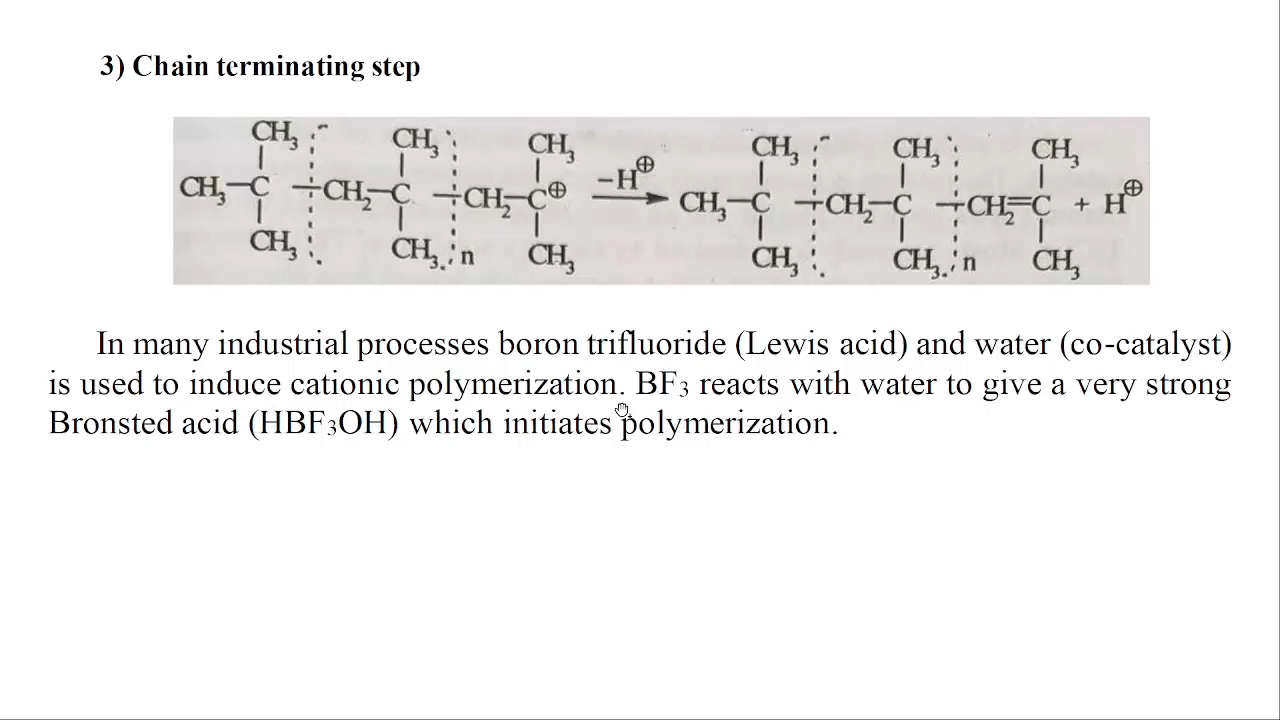 3) Chain terminating step
CH₃ CH₃ CH₃ CH₃ CH₃ CH₃
CH₃—C —CH₂—C —CH₂—C⊕ —H⊕ CH₃—C —CH₂—C —CH₂=C + H⊕
CH₃ CH₃ n CH₃ CH₃ CH₃ n CH₃
In many industrial processes boron trifluoride (Lewis acid) and water (co-catalyst)
is used to induce cationic polymerization. BF₃ reacts with water to give a very strong
Bronsted acid (HBF₃OH) which initiates polymerization.